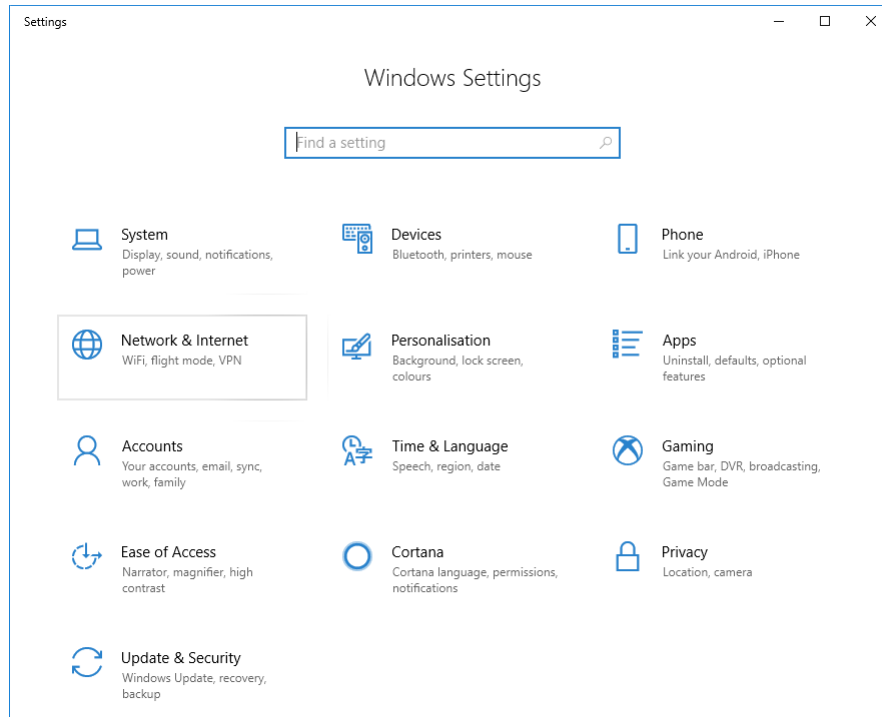 Settings
Windows Settings
Find a setting
System
Display, sound, notifications,
power
Devices
Bluetooth, printers, mouse
Phone
Link your Android, iPhone
Network & Internet
WiFi, flight mode, VPN
Personalisation
Background, lock screen,
colours
Apps
Uninstall, defaults, optional
features
Accounts
Your accounts, email, sync,
work, family
Time & Language
Speech, region, date
Gaming
Game bar, DVR, broadcasting,
Game Mode
Ease of Access
Narrator, magnifier, high
contrast
Cortana
Cortana language, permissions,
notifications
Privacy
Location, camera
Update & Security
Windows Update, recovery,
backup